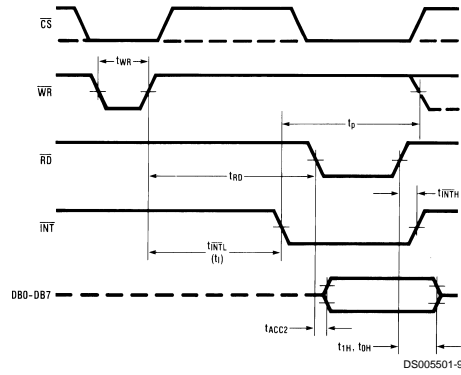 CS
tWR
WR
tp
RD
tRD
tINTH
INT
tINTL
(tI)
DB0-DB7
tACC2
t1H, t0H
DS005501-9